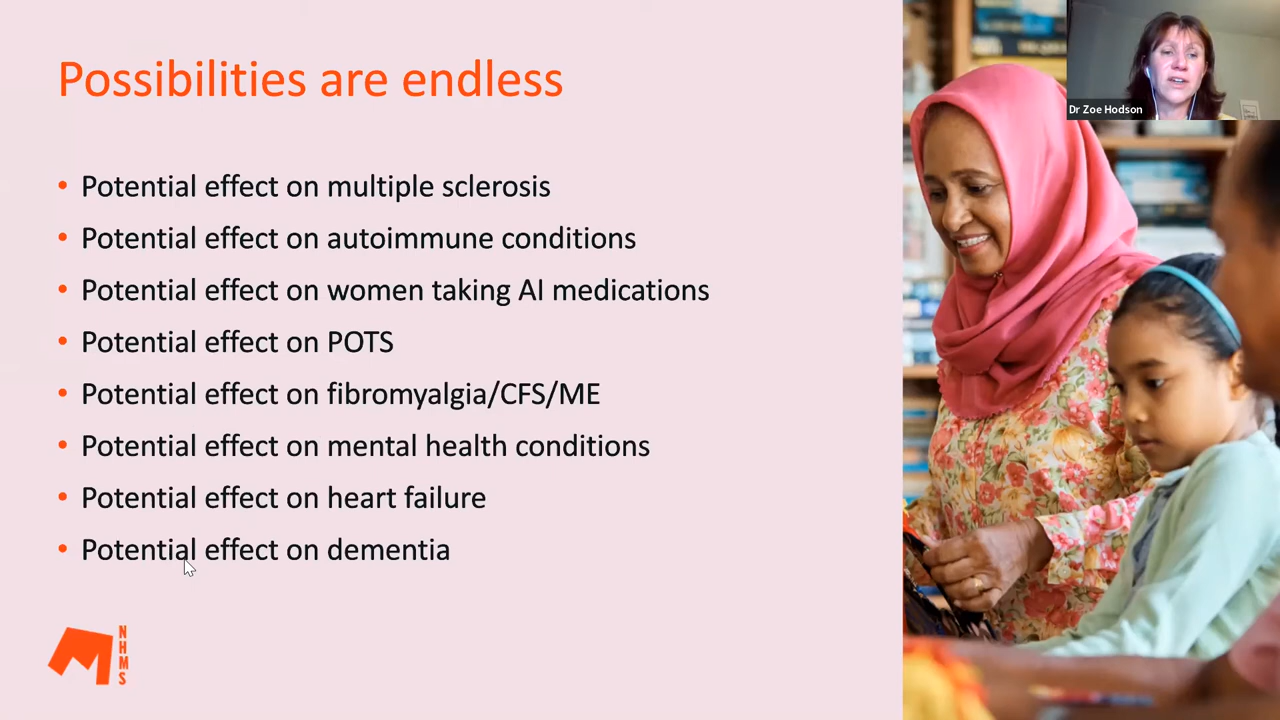 Possibilities are endless
Dr Zoe Hodson
• Potential effect on multiple sclerosis
• Potential effect on autoimmune conditions
• Potential effect on women taking AI medications
• Potential effect on POTS
• Potential effect on fibromyalgia/CFS/ME
• Potential effect on mental health conditions
• Potential effect on heart failure
• Potential effect on dementia
NHMS